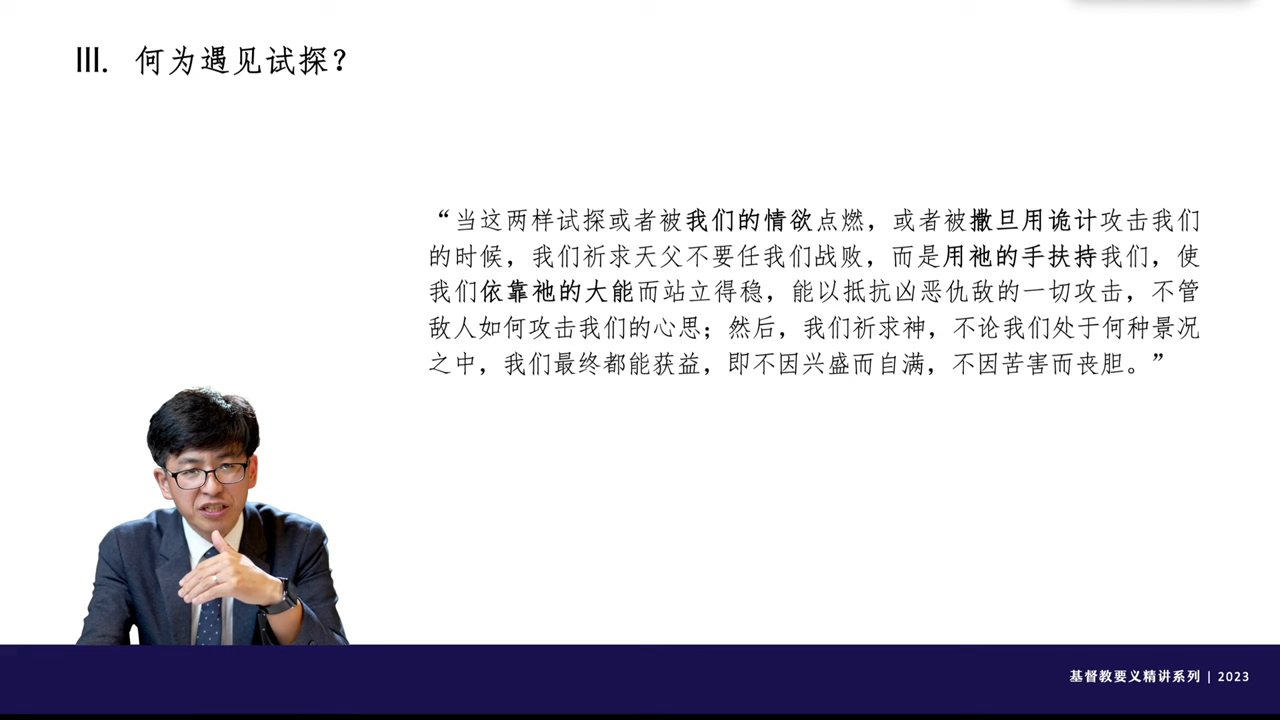 III. 何为遇见试探？
“当这两样试探或者被我们的情欲点燃，或者被撒旦用诡计攻击我们
的时候，我们祈求天父不要任我们战败，而是用祂的手扶持我们，使
我们依靠祂的大能而站立得稳，能以抵抗凶恶仇敌的一切攻击，不管
敌人如何攻击我们的心思；然后，我们祈求神，不论我们处于何种景况
之中，我们最终都能获益，即不因兴盛而自满，不因苦害而丧胆。”
基督教要义精讲系列 | 2023